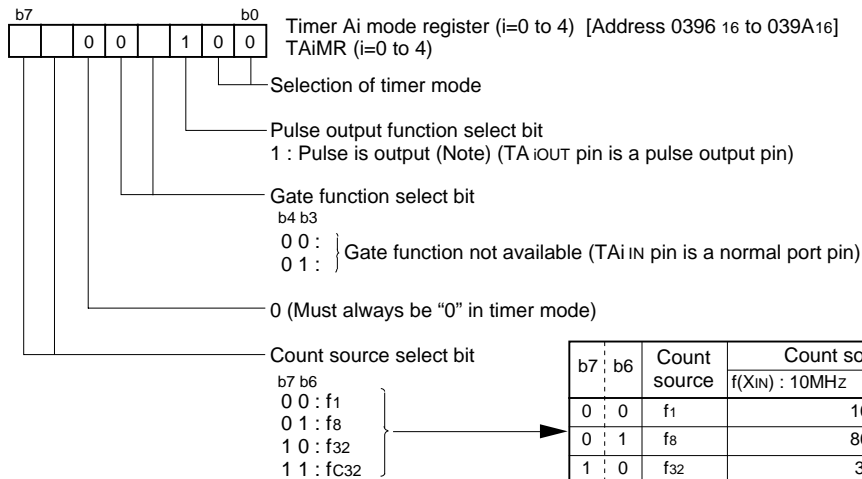 b7 b0
Timer Ai mode register (i=0 to 4) [Address 0396 16 to 039A16]
0 0 1 0 0
TAiMR (i=0 to 4)
Selection of timer mode
Pulse output function select bit
1 : Pulse is output (Note) (TA iOUT pin is a pulse output pin)
Gate function select bit
b4 b3
0 0 :
0 1 :
Gate function not available (TAi IN pin is a normal port pin)
0 (Must always be “0” in timer mode)
Count source select bit
b7 b6
0 0 : f1
0 1 : f8
1 0 : f32
1 1 : fC32
b7 b6 Count source Count so
f(XIN) : 10MHz
0 0 f1
0 1 f8
1 0 f32